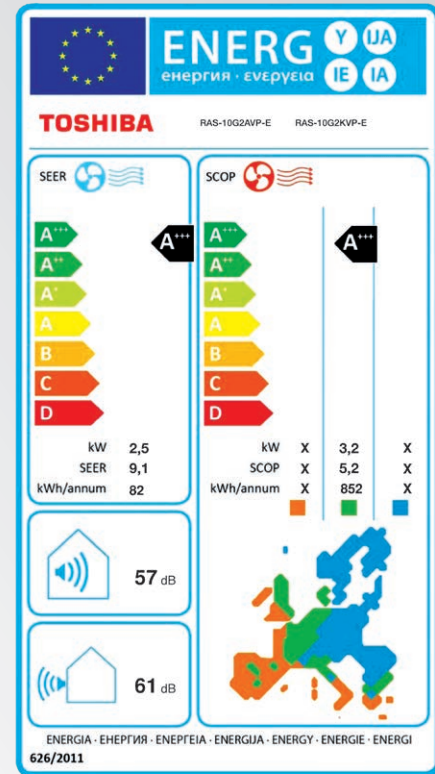 ENERG Y IJA
енергия · ενεργεια IE IA
TOSHIBA RAS-10G2AVP-E RAS-10G2KVP-E
SEER
A+++
A++
A+
A
B
C
D
A+++
kW 2,5
SEER 9,1
kWh/annum 82
SCOP
A+++
A++
A+
A
B
C
D
A+++
kW X 3,2 X
SCOP X 5,2 X
kWh/annum X 852 X
57 dB
61 dB
ENERGIA · ЕНЕРГИЯ · ΕΝΕΡΓΕΙΑ · ENERGIJA · ENERGY · ENERGIE · ENERGI
626/2011